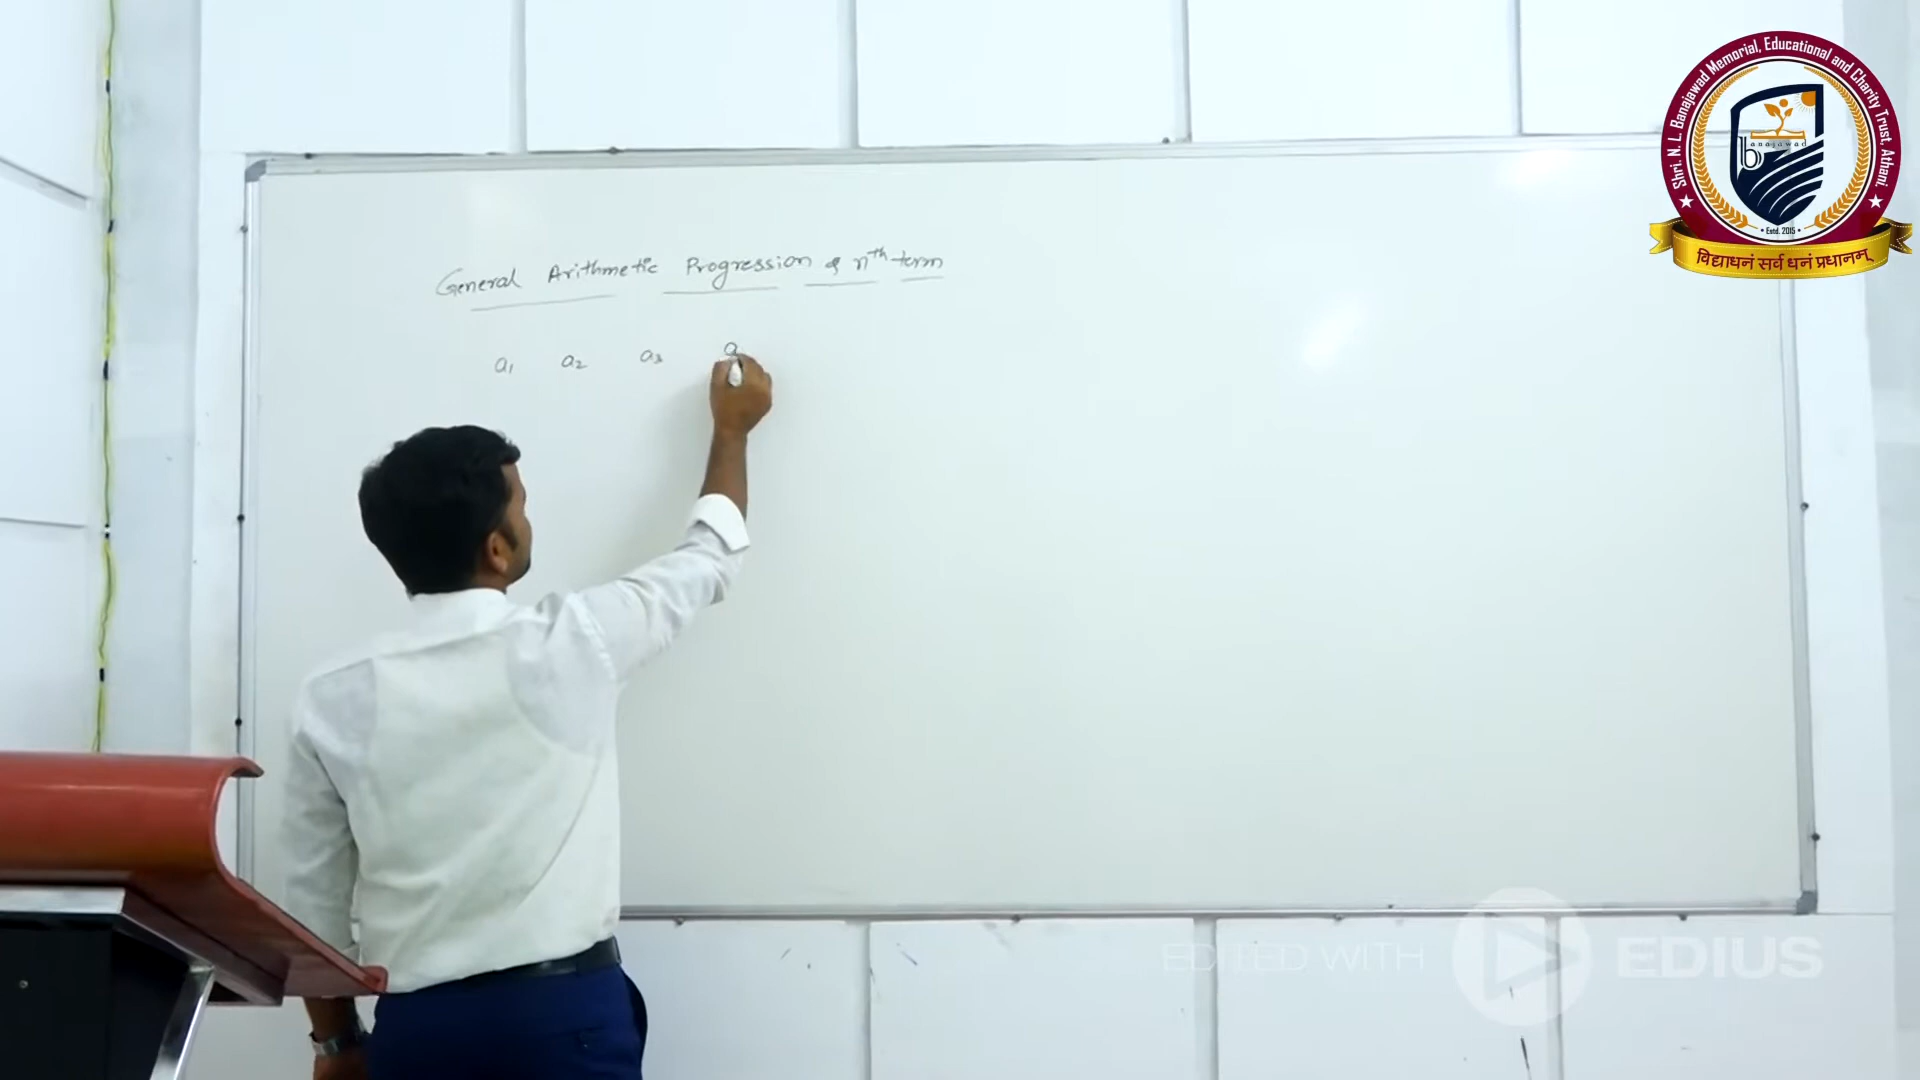 Shri. N. L. Banajawad Memorial, Educational and Charity Trust, Athani.
banajawad
• Estd. 2015 •
विद्याधनं सर्व धनं प्रधानम्
General Arithmetic Progression & nth term
a₁ a₂ a₃ a
EDITED WITH EDIUS